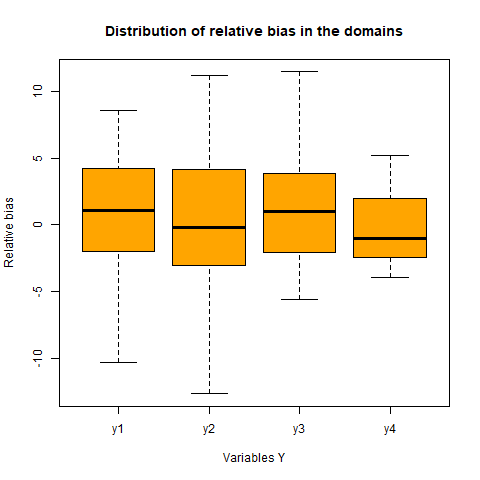 Distribution of relative bias in the domains
Relative bias
10
5
0
-5
-10
y1 y2 y3 y4
Variables Y